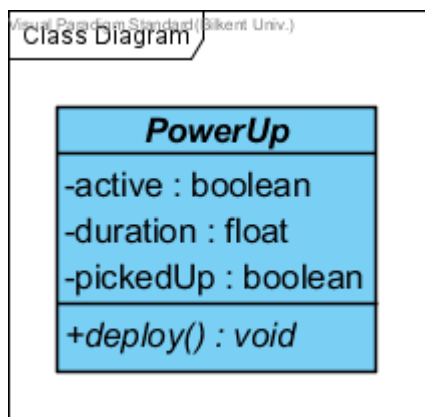 Visual Paradigm Standard(Bilkent Univ.)
Class Diagram
PowerUp
-active : boolean
-duration : float
-pickedUp : boolean
+deploy() : void